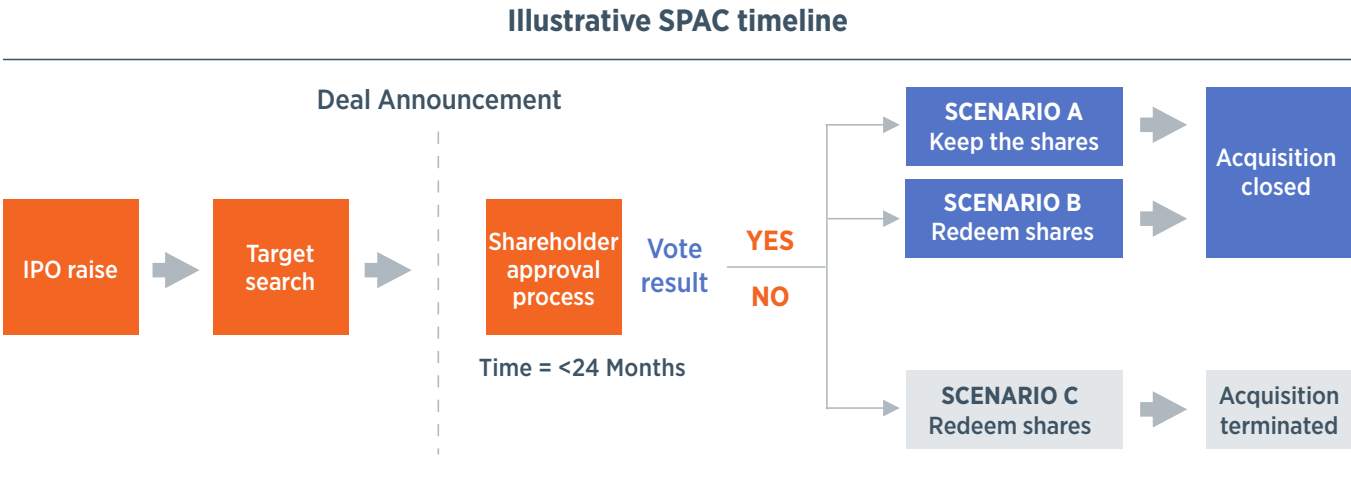 Illustrative SPAC timeline
Deal Announcement
IPO raise
Target
search
Shareholder
approval
process
Time = <24 Months
Vote
result
YES
NO
SCENARIO A
Keep the shares
SCENARIO B
Redeem shares
Acquisition
closed
SCENARIO C
Redeem shares
Acquisition
terminated